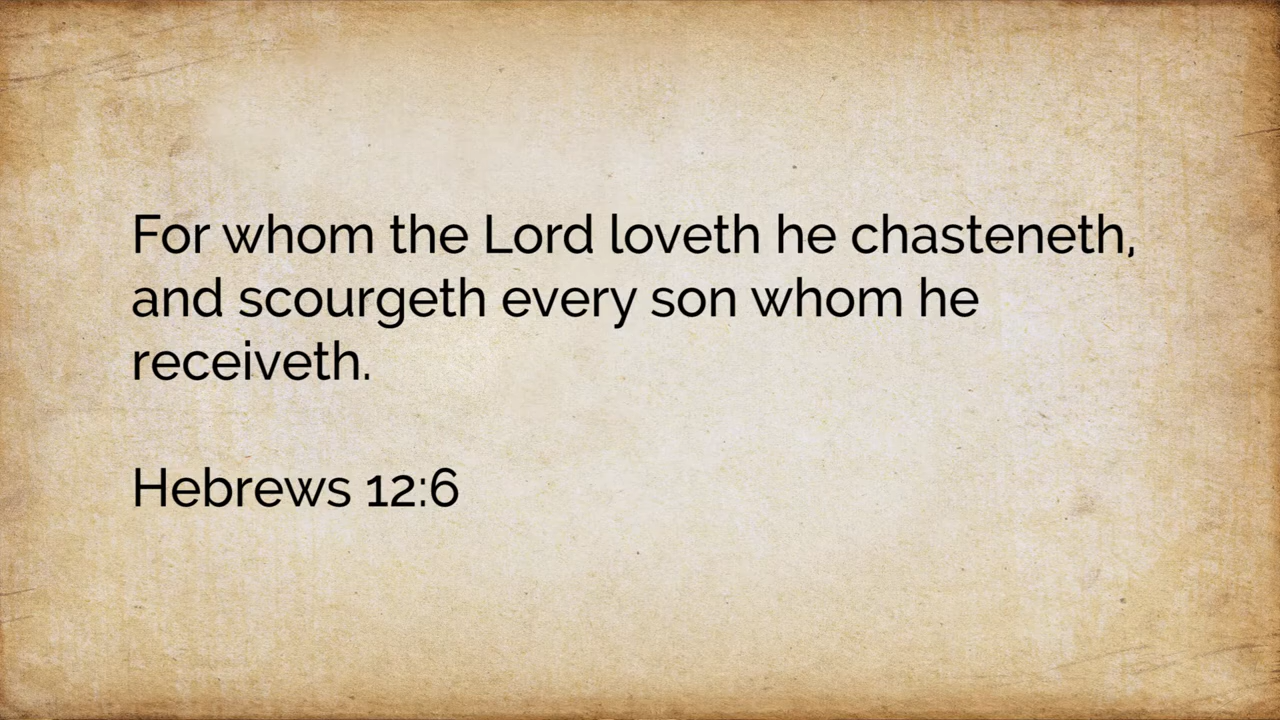 For whom the Lord loveth he chasteneth,
and scourgeth every son whom he
receiveth.
Hebrews 12:6